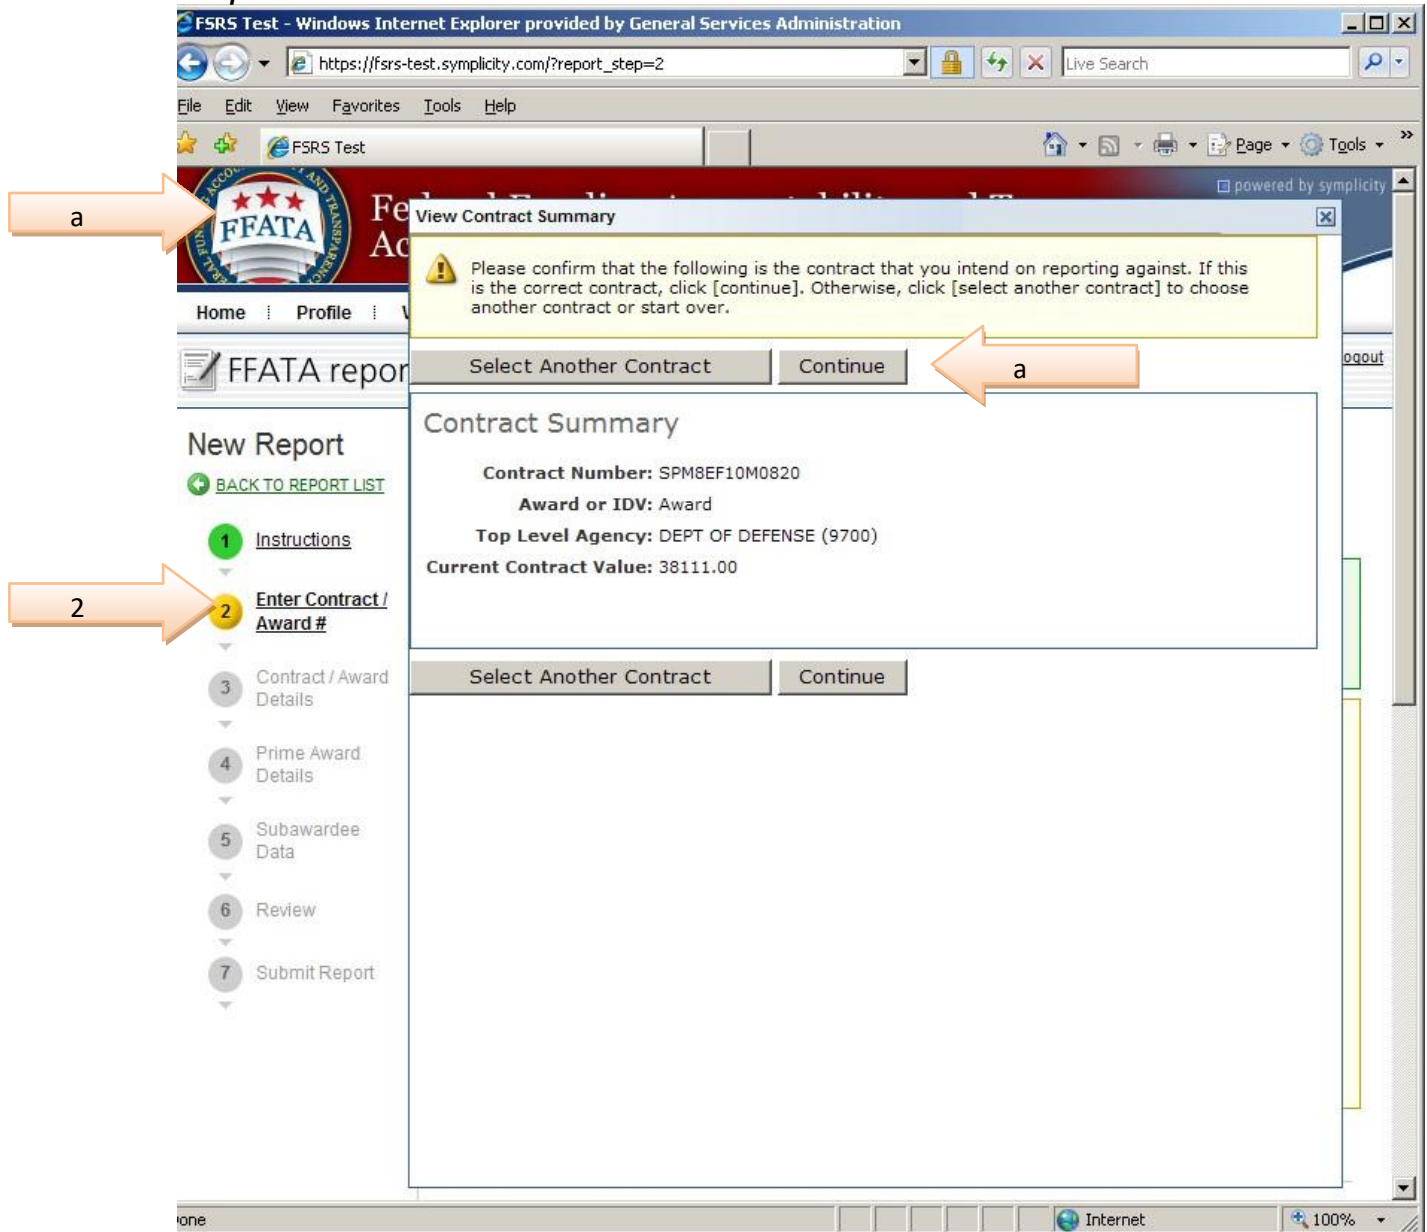 FSRS Test - Windows Internet Explorer provided by General Services Administration
https://fsrs-test.symplicity.com/?report_step=2
Live Search
File Edit View Favorites Tools Help
FSRS Test
Page Tools »
powered by symplicity
a
FFATA
View Contract Summary
Please confirm that the following is the contract that you intend on reporting against. If this
is the correct contract, click [continue]. Otherwise, click [select another contract] to choose
another contract or start over.
Home Profile
FFATA repor
Select Another Contract Continue
a
ogout
New Report
BACK TO REPORT LIST
Contract Summary
Contract Number: SPM8EF10M0820
Award or IDV: Award
Top Level Agency: DEPT OF DEFENSE (9700)
Current Contract Value: 38111.00
1 Instructions
2
2 Enter Contract /
Award #
Select Another Contract Continue
3 Contract / Award
Details
4 Prime Award
Details
5 Subawardee
Data
6 Review
7 Submit Report
one
Internet
100%